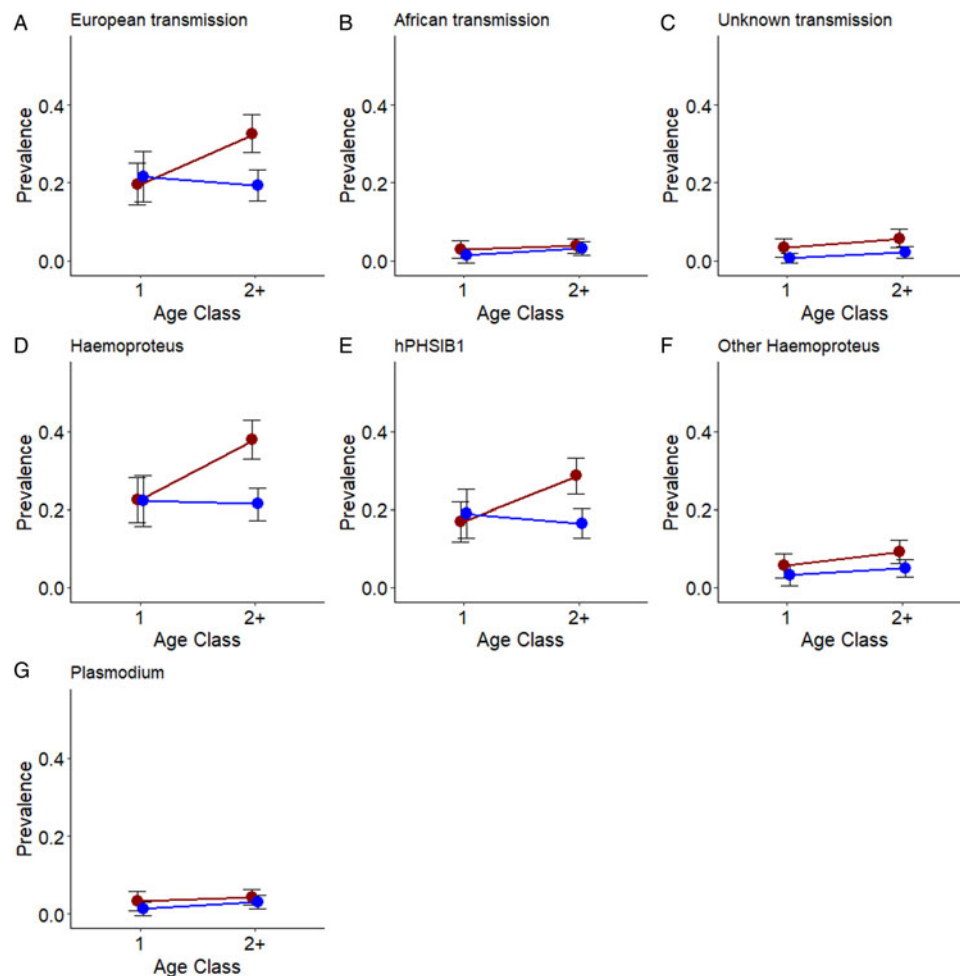 A European transmission
B African transmission
C Unknown transmission
Prevalence
0.4
0.2
0.0
1 2+
Age Class
Prevalence
0.4
0.2
0.0
1 2+
Age Class
Prevalence
0.4
0.2
0.0
1 2+
Age Class
D Haemoproteus
E hPHSIB1
F Other Haemoproteus
Prevalence
0.4
0.2
0.0
1 2+
Age Class
Prevalence
0.4
0.2
0.0
1 2+
Age Class
Prevalence
0.4
0.2
0.0
1 2+
Age Class
G Plasmodium
Prevalence
0.4
0.2
0.0
1 2+
Age Class